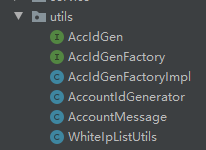 utils
AccIdGen
AccIdGenFactory
AccIdGenFactoryImpl
AccountIdGenerator
AccountMessage
WhiteIpListUtils